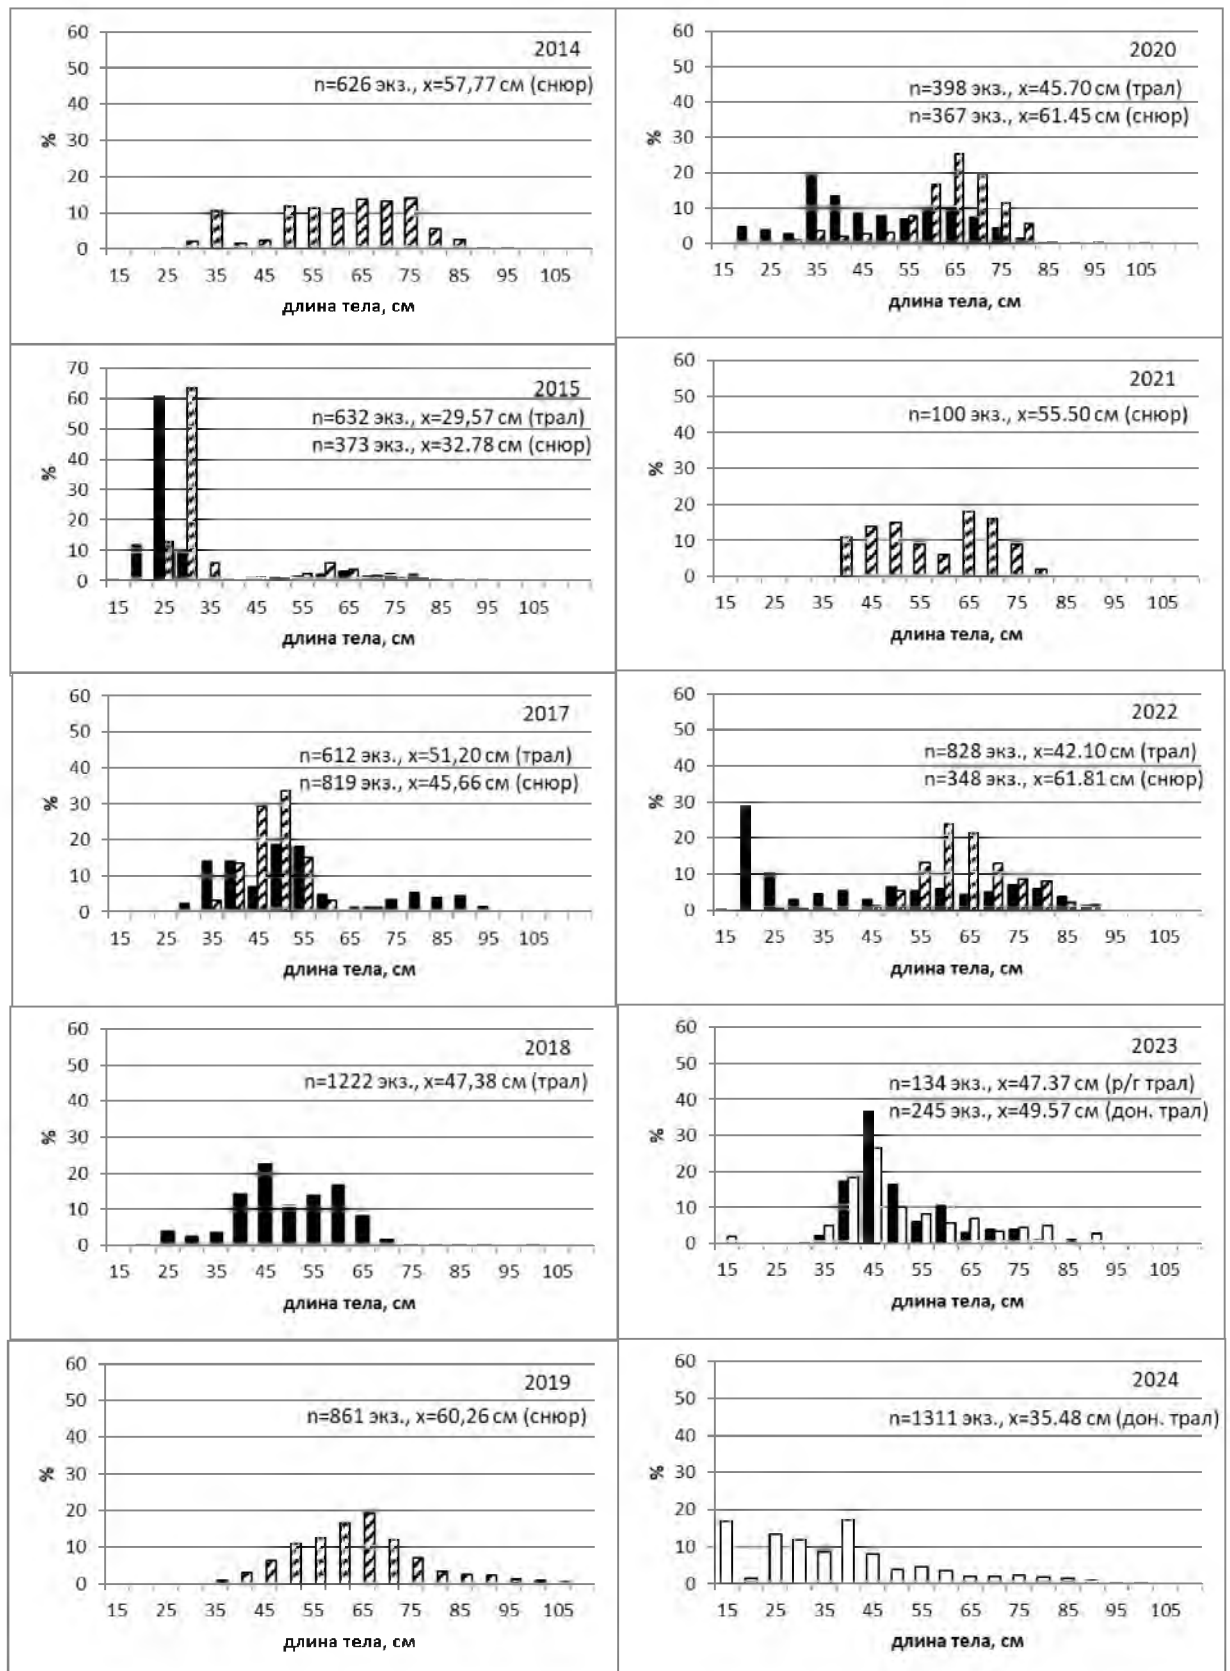 2014
n=626 экз., x=57,77 см (снюр)
60
50
40
30
20
10
0
%
15 25 35 45 55 65 75 85 95 105
длина тела, см
2020
n=398 экз., x=45.70 см (трал)
n=367 экз., x=61.45 см (снюр)
60
50
40
30
20
10
0
%
15 25 35 45 55 65 75 85 95 105
длина тела, см
2015
n=632 экз., x=29,57 см (трал)
n=373 экз., x=32.78 см (снюр)
70
60
50
40
30
20
10
0
%
15 25 35 45 55 65 75 85 95 105
длина тела, см
2021
n=100 экз., x=55.50 см (снюр)
60
50
40
30
20
10
0
%
15 25 35 45 55 65 75 85 95 105
длина тела, см
2017
n=612 экз., x=51,20 см (трал)
n=819 экз., x=45,66 см (снюр)
60
50
40
30
20
10
0
%
15 25 35 45 55 65 75 85 95 105
длина тела, см
2022
n=828 экз., x=42.10 см (трал)
n=348 экз., x=61.81 см (снюр)
60
50
40
30
20
10
0
%
15 25 35 45 55 65 75 85 95 105
длина тела, см
2018
n=1222 экз., x=47,38 см (трал)
60
50
40
30
20
10
0
%
15 25 35 45 55 65 75 85 95 105
длина тела, см
2023
n=134 экз., x=47.37 см (р/г трал)
n=245 экз., x=49.57 см (дон. трал)
60
50
40
30
20
10
0
%
15 25 35 45 55 65 75 85 95 105
длина тела, см
2019
n=861 экз., x=60,26 см (снюр)
60
50
40
30
20
10
0
%
15 25 35 45 55 65 75 85 95 105
длина тела, см
2024
n=1311 экз., x=35.48 см (дон. трал)
60
50
40
30
20
10
0
%
15 25 35 45 55 65 75 85 95 105
длина тела, см